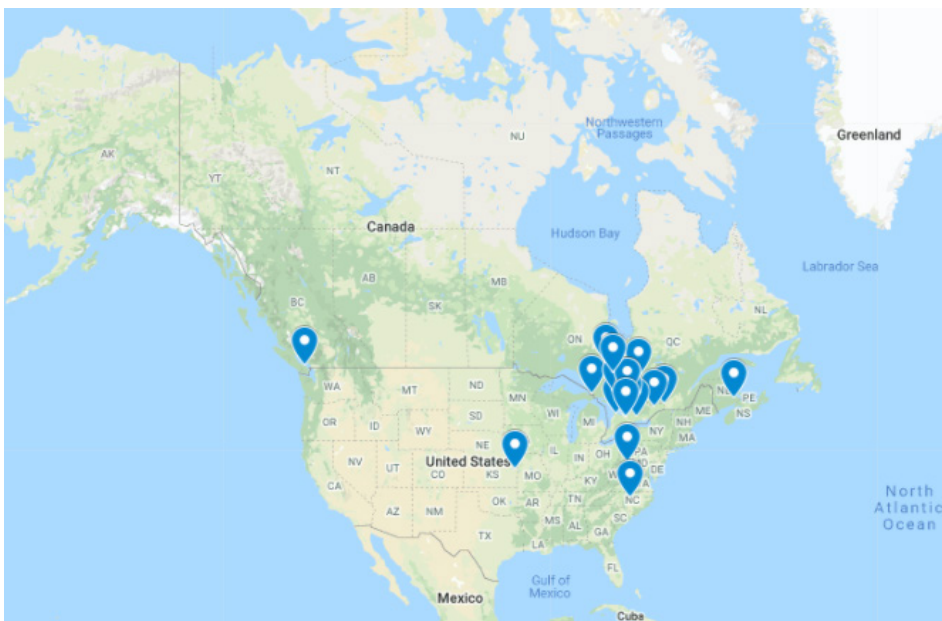 Northwestern
Passages
Greenland
NU
AK
YT
NT
Canada
Hudson Bay
Labrador Sea
AB
MB
BC
SK
NL
ON
QC
WA
MT
ND
MN
PE
NS
ME
OR
ID
SD
WI
MI
NY
NH
MA
WY
NE
IL
IN
OH
PA
NV
UT
CO
United States
KS
MO
KY
DE
CA
AZ
NM
OK
AR
TN
NC
SC
MS
AL
GA
TX
LA
FL
North
Atlantic
Ocean
Gulf of
Mexico
Mexico
Cuba